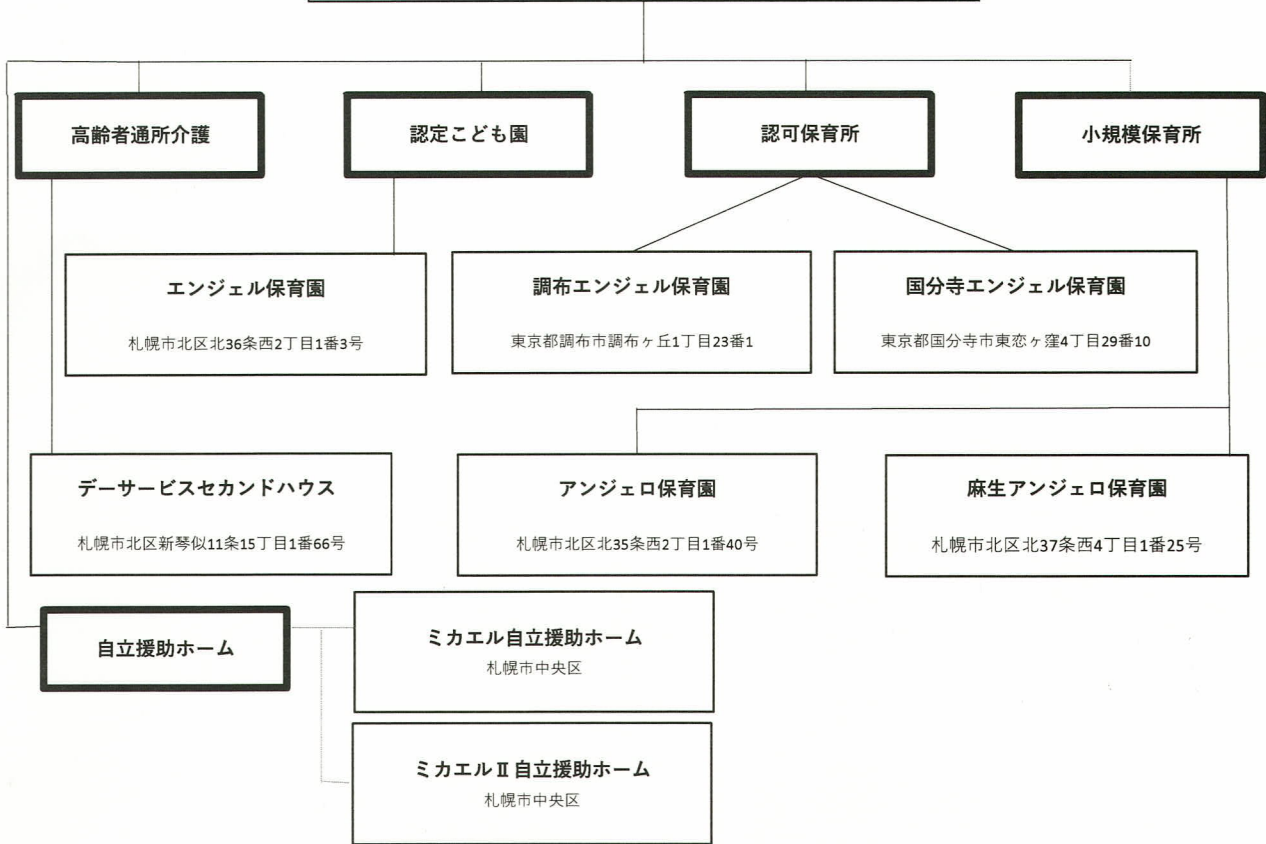 高齢者通所介護
認定こども園
認可保育所
小規模保育所
エンジェル保育園
札幌市北区北36条西2丁目1番3号
調布エンジェル保育園
東京都調布市調布ヶ丘1丁目23番1
国分寺エンジェル保育園
東京都国分寺市東恋ヶ窪4丁目29番10
デーサービスセカンドハウス
札幌市北区新琴似11条15丁目1番66号
アンジェロ保育園
札幌市北区北35条西2丁目1番40号
麻生アンジェロ保育園
札幌市北区北37条西4丁目1番25号
自立援助ホーム
ミカエル自立援助ホーム
札幌市中央区
ミカエルⅡ自立援助ホーム
札幌市中央区